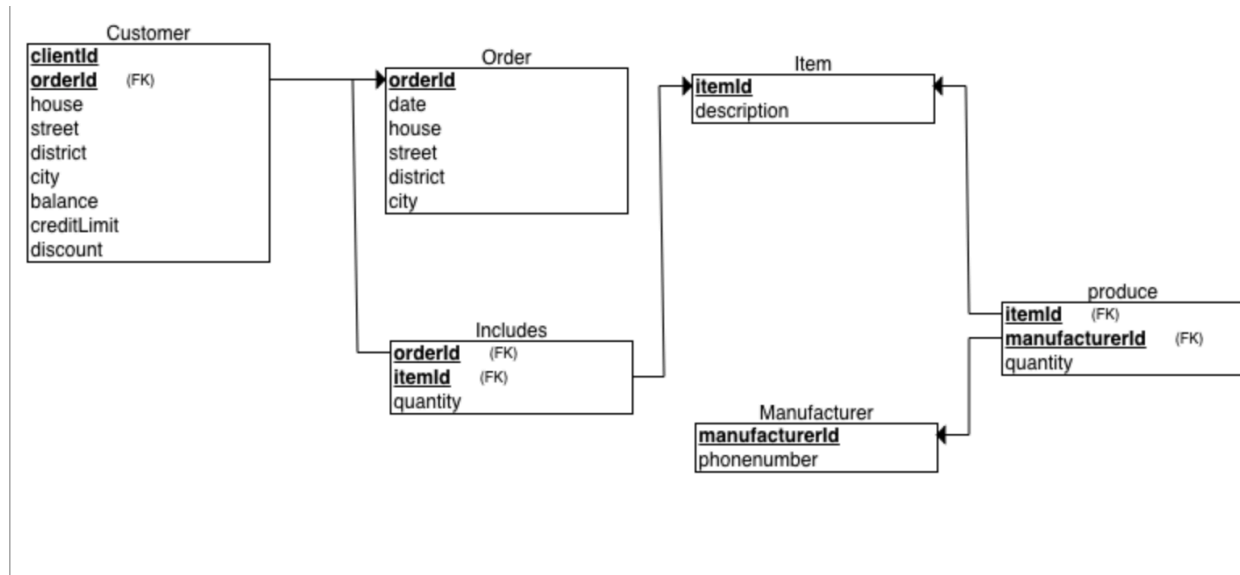 Customer
clientId
orderId (FK)
house
street
district
city
balance
creditLimit
discount
Order
orderId
date
house
street
district
city
Item
itemId
description
Includes
orderId (FK)
itemId (FK)
quantity
produce
itemId (FK)
manufacturerId (FK)
quantity
Manufacturer
manufacturerId
phonenumber